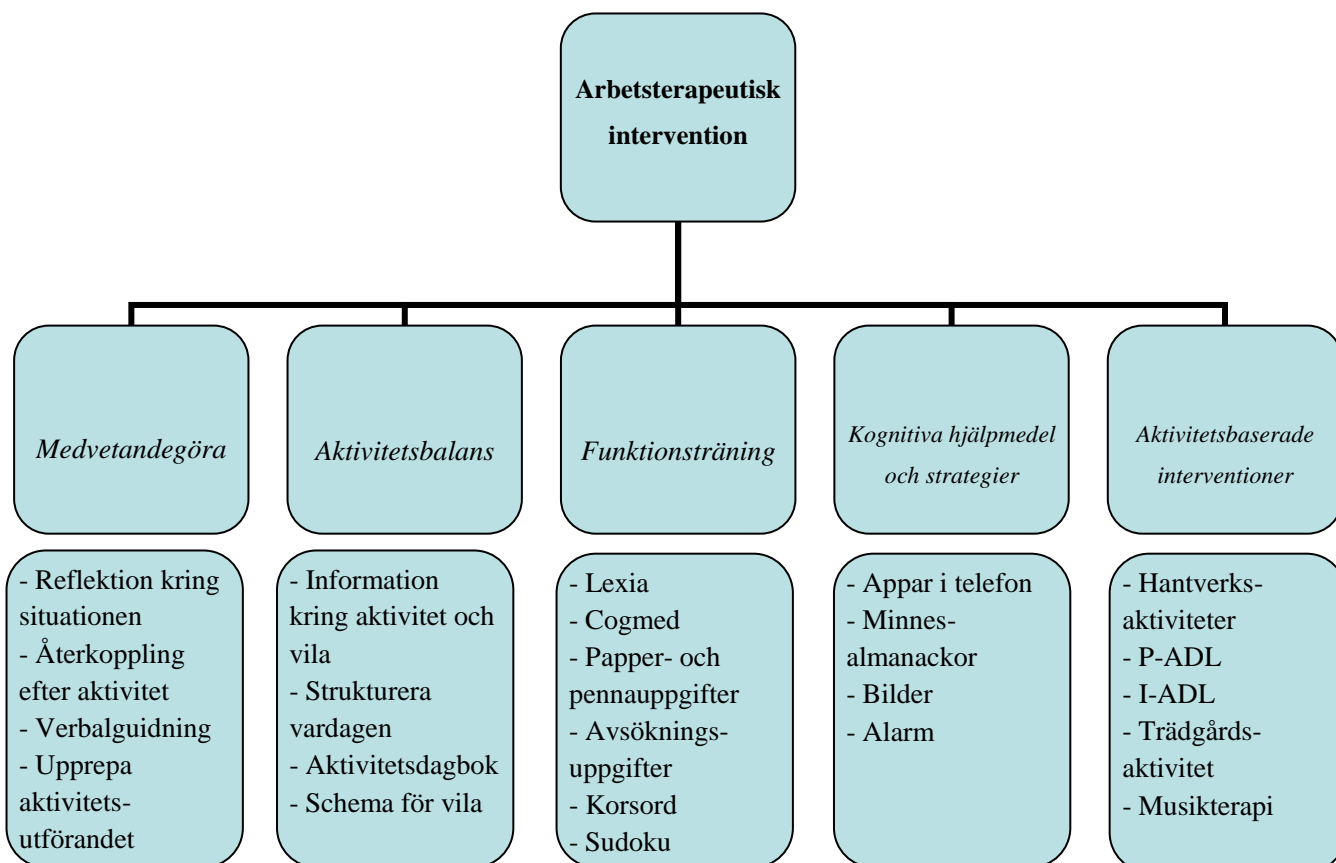 Arbetsterapeutisk
intervention
Medvetandegöra
Aktivitetsbalans
Funktionsträning
Kognitiva hjälpmedel
och strategier
Aktivitetsbaserade
interventioner
- Reflektion kring
situationen
- Återkoppling
efter aktivitet
- Verbalguidning
- Upprepa
aktivitets-
utförandet
- Information
kring aktivitet och
vila
- Strukturera
vardagen
- Aktivitetsdagbok
- Schema för vila
- Lexia
- Cogmed
- Papper- och
pennauppgifter
- Avsöknings-
uppgifter
- Korsord
- Sudoku
- Appar i telefon
- Minnes-
almanackor
- Bilder
- Alarm
- Hantverks-
aktiviteter
- P-ADL
- I-ADL
- Trädgårds-
aktivitet
- Musikterapi